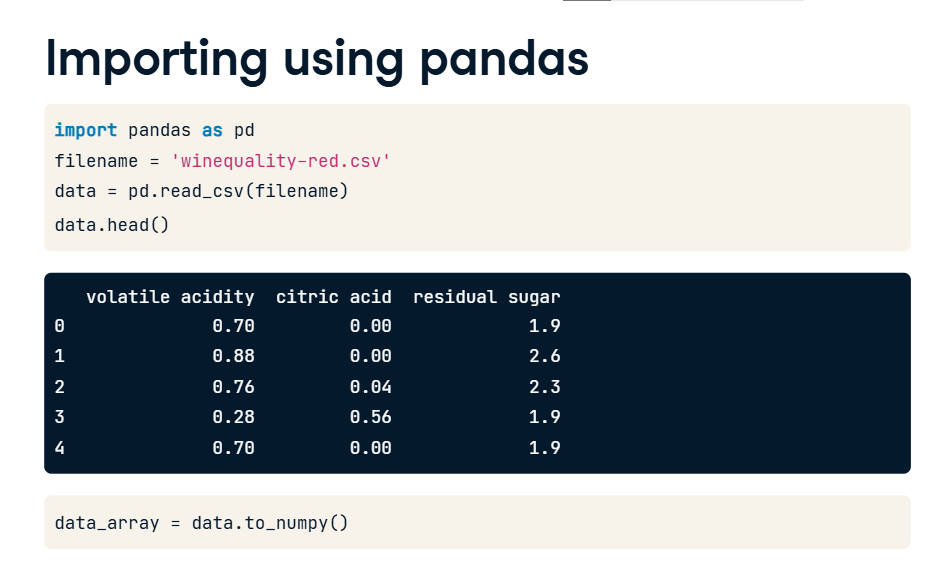 Importing using pandas
import pandas as pd
filename = 'winequality-red.csv'
data = pd.read_csv(filename)
data.head()
volatile acidity  citric acid  residual sugar
0 0.70 0.00 1.9
1 0.88 0.00 2.6
2 0.76 0.04 2.3
3 0.28 0.56 1.9
4 0.70 0.00 1.9
data_array = data.to_numpy()